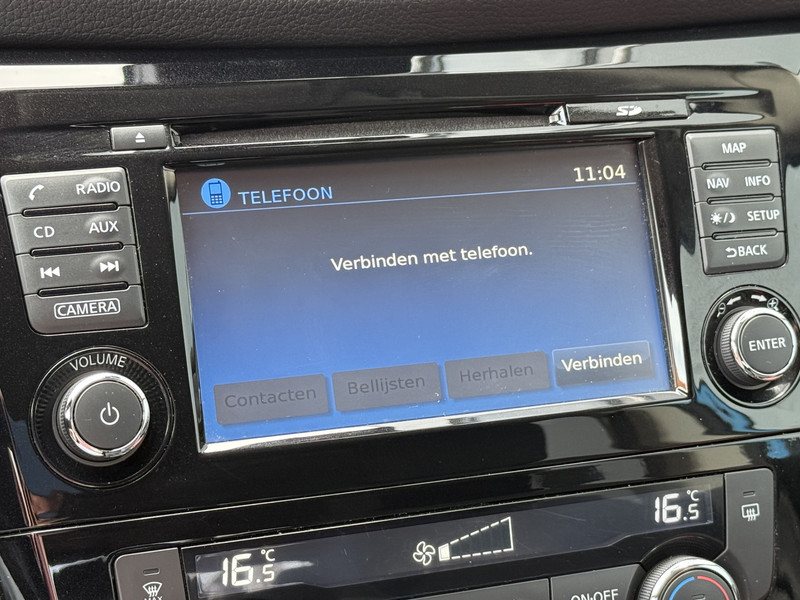 SD
MAP
NAV INFO
SETUP
BACK
RADIO
CD AUX
CAMERA
VOLUME
TELEFOON 11:04
Verbinden met telefoon.
Contacten Bellijsten Herhalen Verbinden
ENTER
16.5°C 16.5°C
MAX ON·OFF